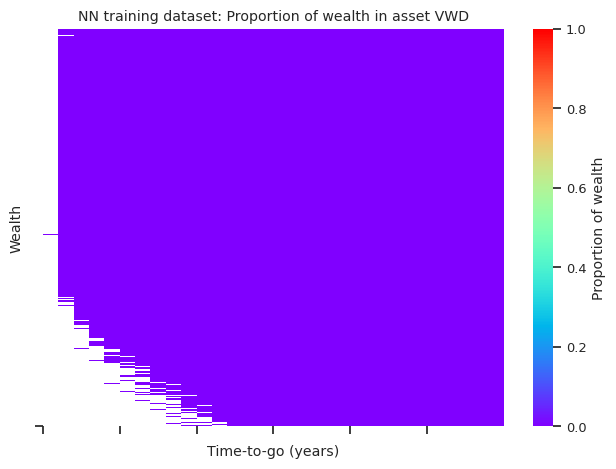 NN training dataset: Proportion of wealth in asset VWD
Wealth
Time-to-go (years)
1.0
0.8
0.6
0.4
0.2
0.0
Proportion of wealth